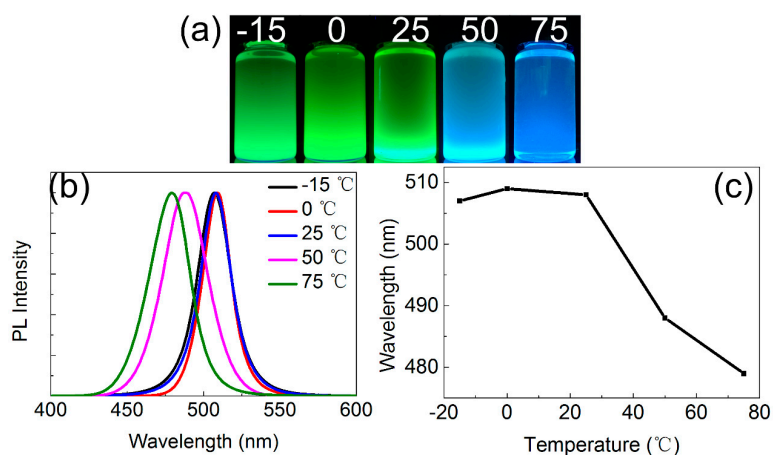 (a) -15 0 25 50 75
(b)
-15 ℃
0 ℃
25 ℃
50 ℃
75 ℃
PL Intensity
400 450 500 550 600
Wavelength (nm)
(c)
510
500
490
480
Wavelength (nm)
-20 0 20 40 60 80
Temperature (℃)